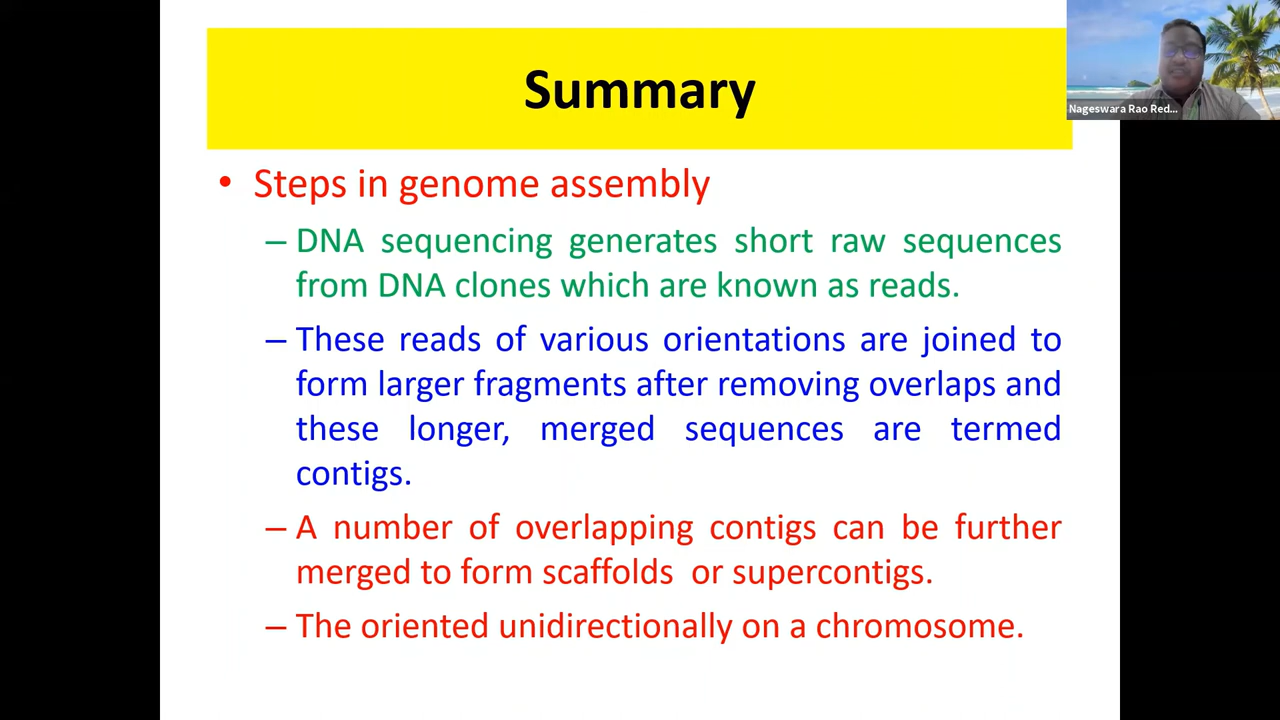 Summary
Nageswara Rao Red...
• Steps in genome assembly
– DNA sequencing generates short raw sequences
from DNA clones which are known as reads.
– These reads of various orientations are joined to
form larger fragments after removing overlaps and
these longer, merged sequences are termed
contigs.
– A number of overlapping contigs can be further
merged to form scaffolds or supercontigs.
– The oriented unidirectionally on a chromosome.